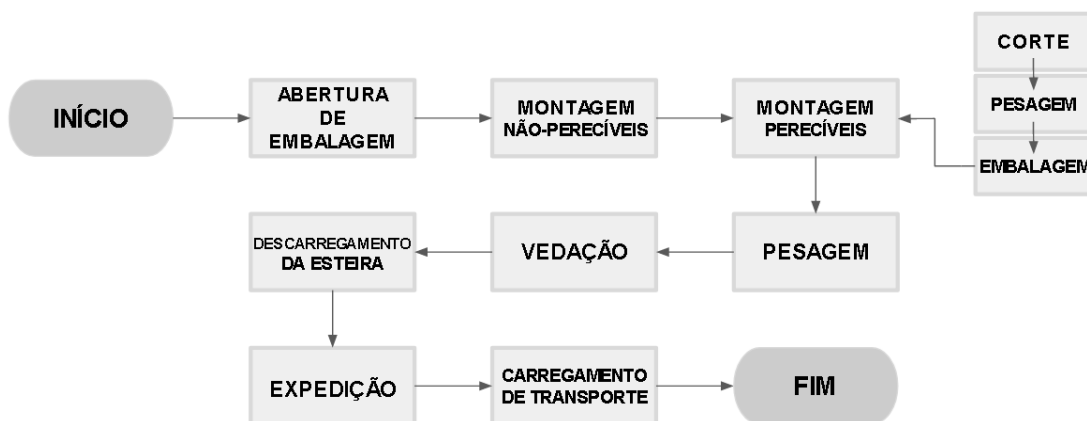 INÍCIO
ABERTURA
DE
EMBALAGEM
MONTAGEM
NÃO-PERECÍVEIS
MONTAGEM
PERECÍVEIS
CORTE
PESAGEM
EMBALAGEM
DESCARREGAMENTO
DA ESTEIRA
VEDAÇÃO
PESAGEM
EXPEDIÇÃO
CARREGAMENTO
DE TRANSPORTE
FIM